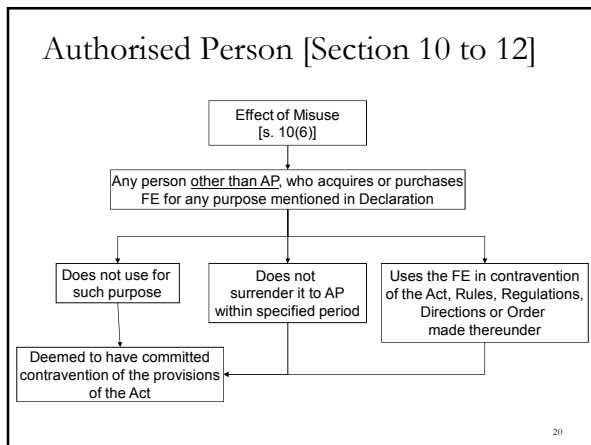 Authorised Person [Section 10 to 12]
Effect of Misuse
[s. 10(6)]
Any person other than AP, who acquires or purchases
FE for any purpose mentioned in Declaration
Does not use for
such purpose
Does not
surrender it to AP
within specified period
Uses the FE in contravention
of the Act, Rules, Regulations,
Directions or Order
made thereunder
Deemed to have committed
contravention of the provisions
of the Act
20